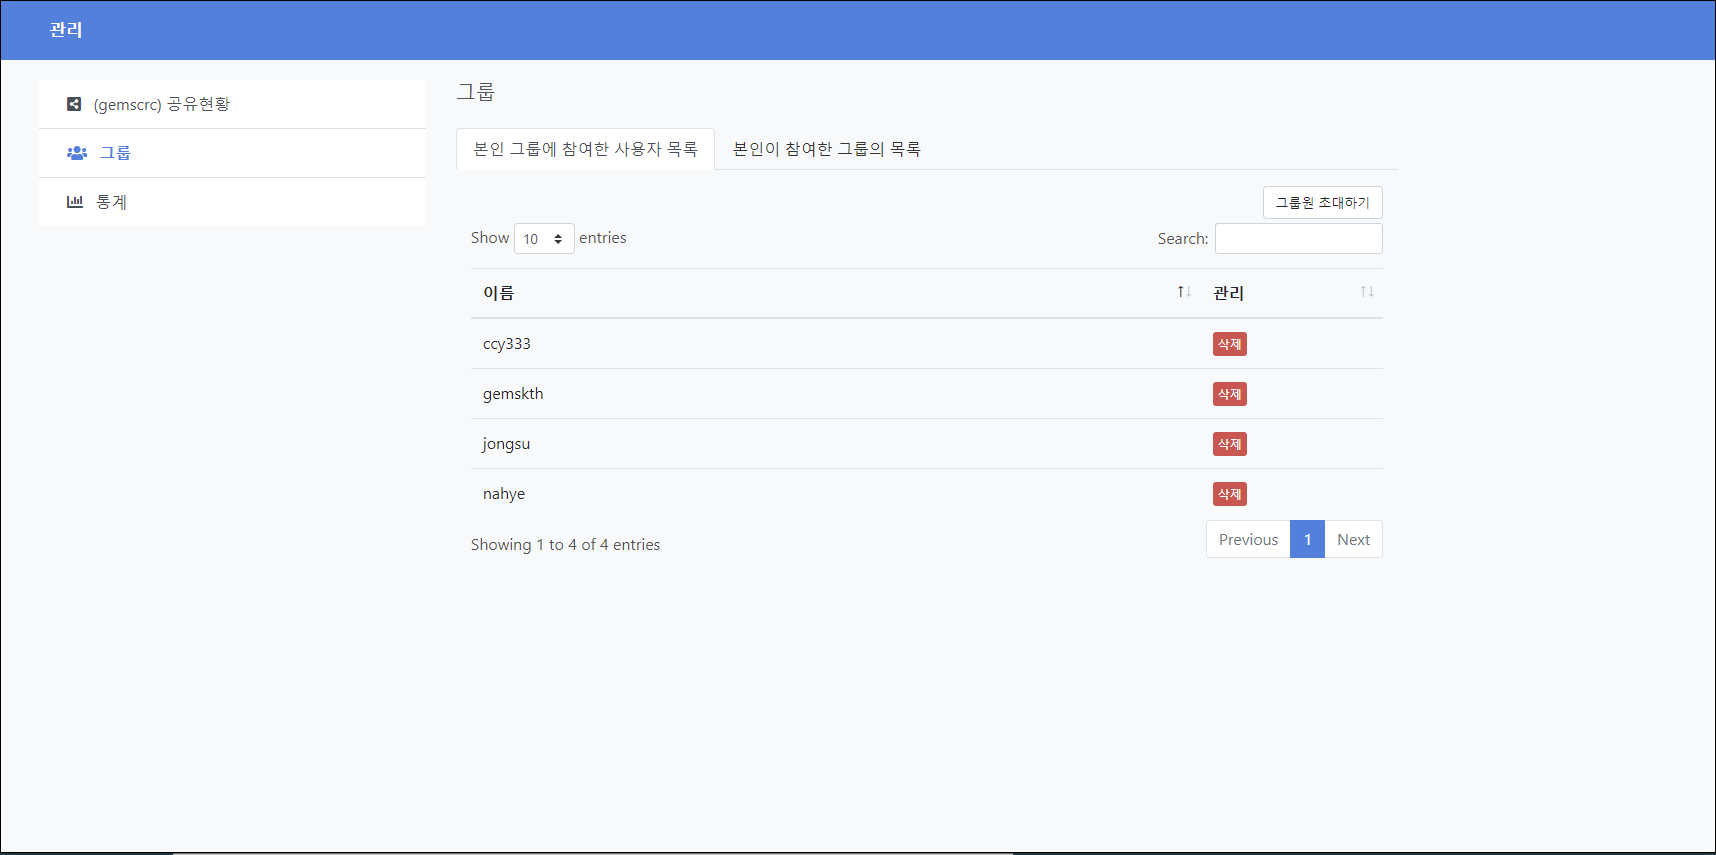 관리
(gemscrc) 공유현황
그룹
통계
그룹
본인 그룹에 참여한 사용자 목록 본인이 참여한 그룹의 목록
그룹원 초대하기
Show 10 entries Search:
이름 관리
ccy333 삭제
gemskth 삭제
jongsu 삭제
nahye 삭제
Showing 1 to 4 of 4 entries Previous 1 Next